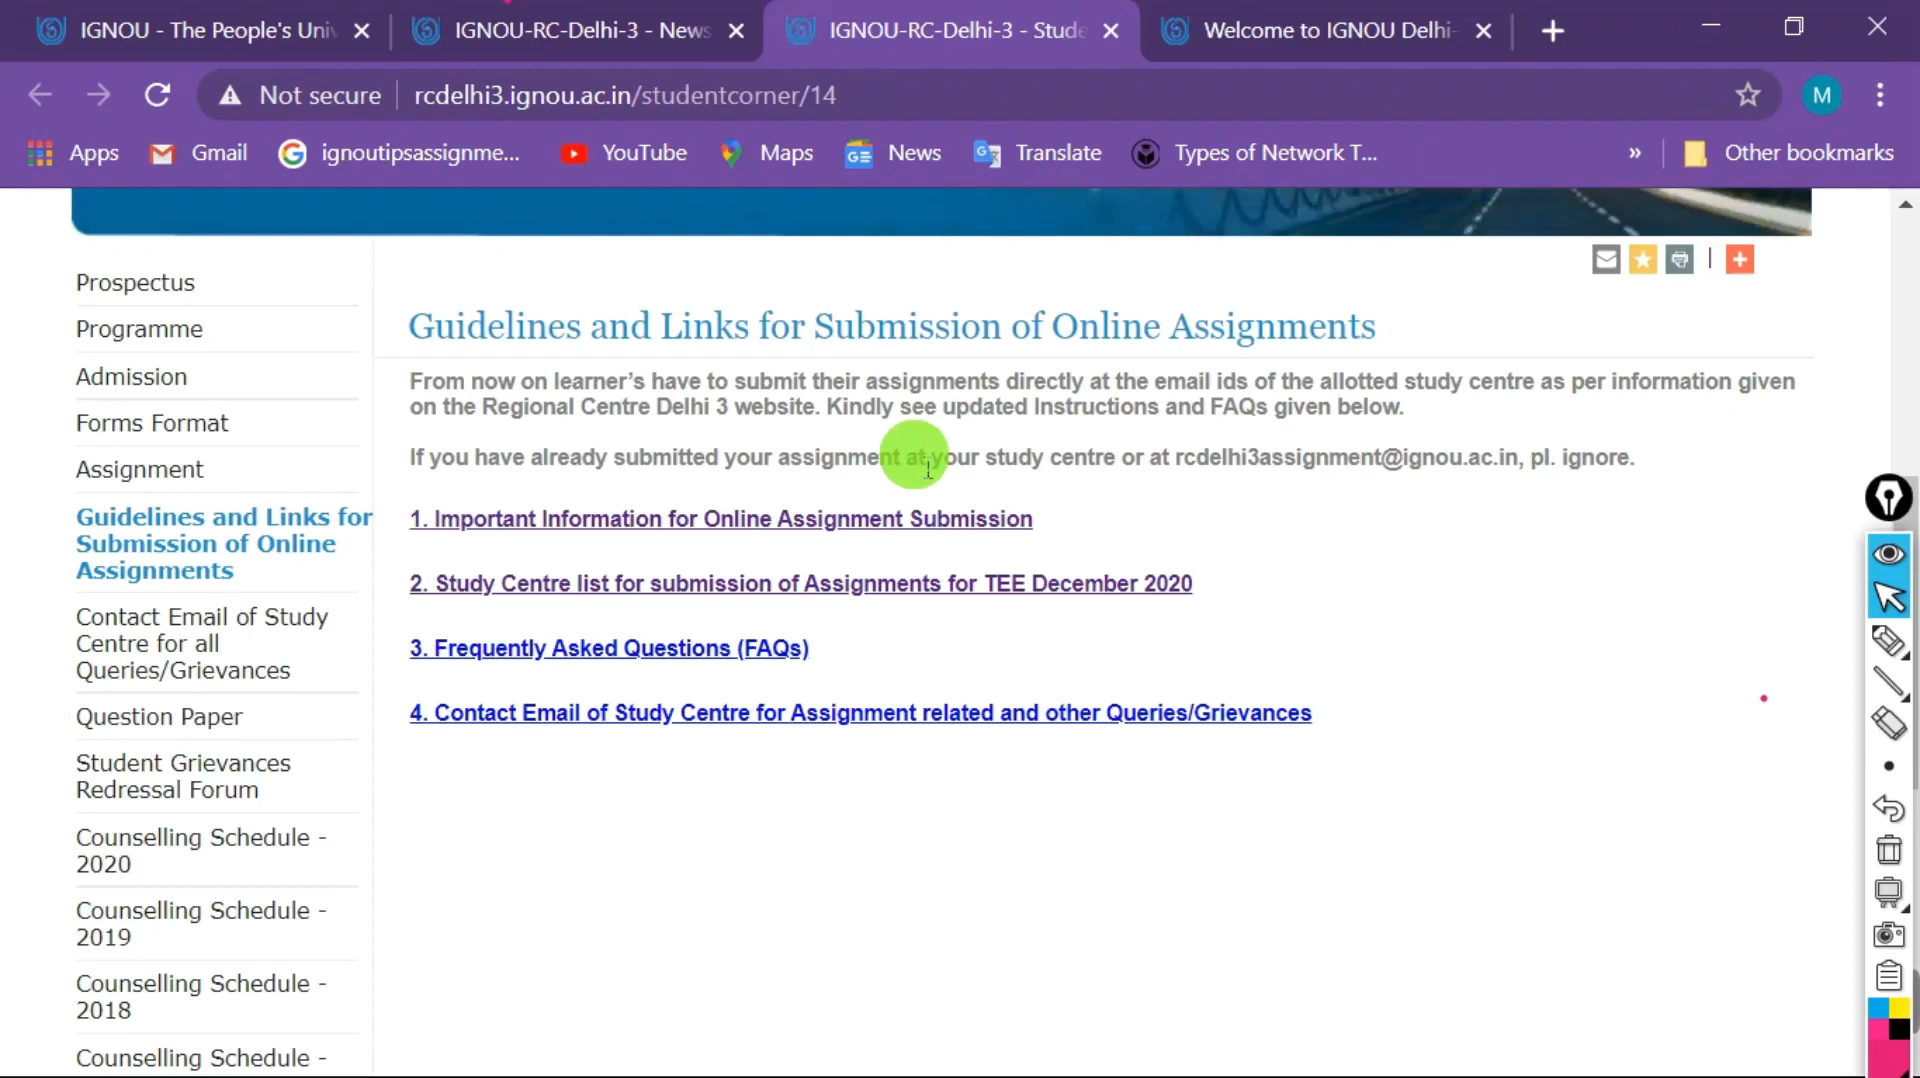 IGNOU - The People's Uni
IGNOU-RC-Delhi-3 - News
IGNOU-RC-Delhi-3 - Stude
Welcome to IGNOU Delhi-
Not secure
rcdelhi3.ignou.ac.in/studentcorner/14
M
Apps
Gmail
ignoutipsassignme...
YouTube
Maps
News
Translate
Types of Network T...
»
Other bookmarks
Prospectus
Programme
Admission
Forms Format
Assignment
Guidelines and Links for
Submission of Online
Assignments
Contact Email of Study
Centre for all
Queries/Grievances
Question Paper
Student Grievances
Redressal Forum
Counselling Schedule -
2020
Counselling Schedule -
2019
Counselling Schedule -
2018
Counselling Schedule -
Guidelines and Links for Submission of Online Assignments
From now on learner's have to submit their assignments directly at the email ids of the allotted study centre as per information given
on the Regional Centre Delhi 3 website. Kindly see updated Instructions and FAQs given below.
If you have already submitted your assignment at your study centre or at rcdelhi3assignment@ignou.ac.in, pl. ignore.
1. Important Information for Online Assignment Submission
2. Study Centre list for submission of Assignments for TEE December 2020
3. Frequently Asked Questions (FAQs)
4. Contact Email of Study Centre for Assignment related and other Queries/Grievances